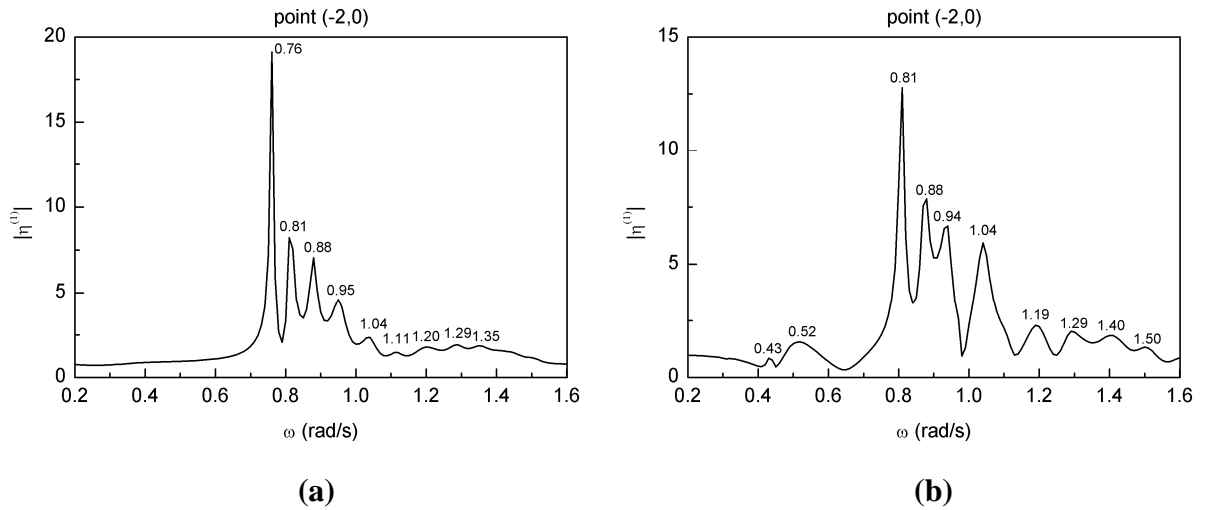 point (-2,0)
20
15
10
5
0
|η⁽¹⁾|
0.76
0.81
0.88
0.95
1.04
1.11
1.20
1.29
1.35
0.2 0.4 0.6 0.8 1.0 1.2 1.4 1.6
ω (rad/s)
(a)
point (-2,0)
15
10
5
0
|η⁽¹⁾|
0.43
0.52
0.81
0.88
0.94
1.04
1.19
1.29
1.40
1.50
0.2 0.4 0.6 0.8 1.0 1.2 1.4 1.6
ω (rad/s)
(b)